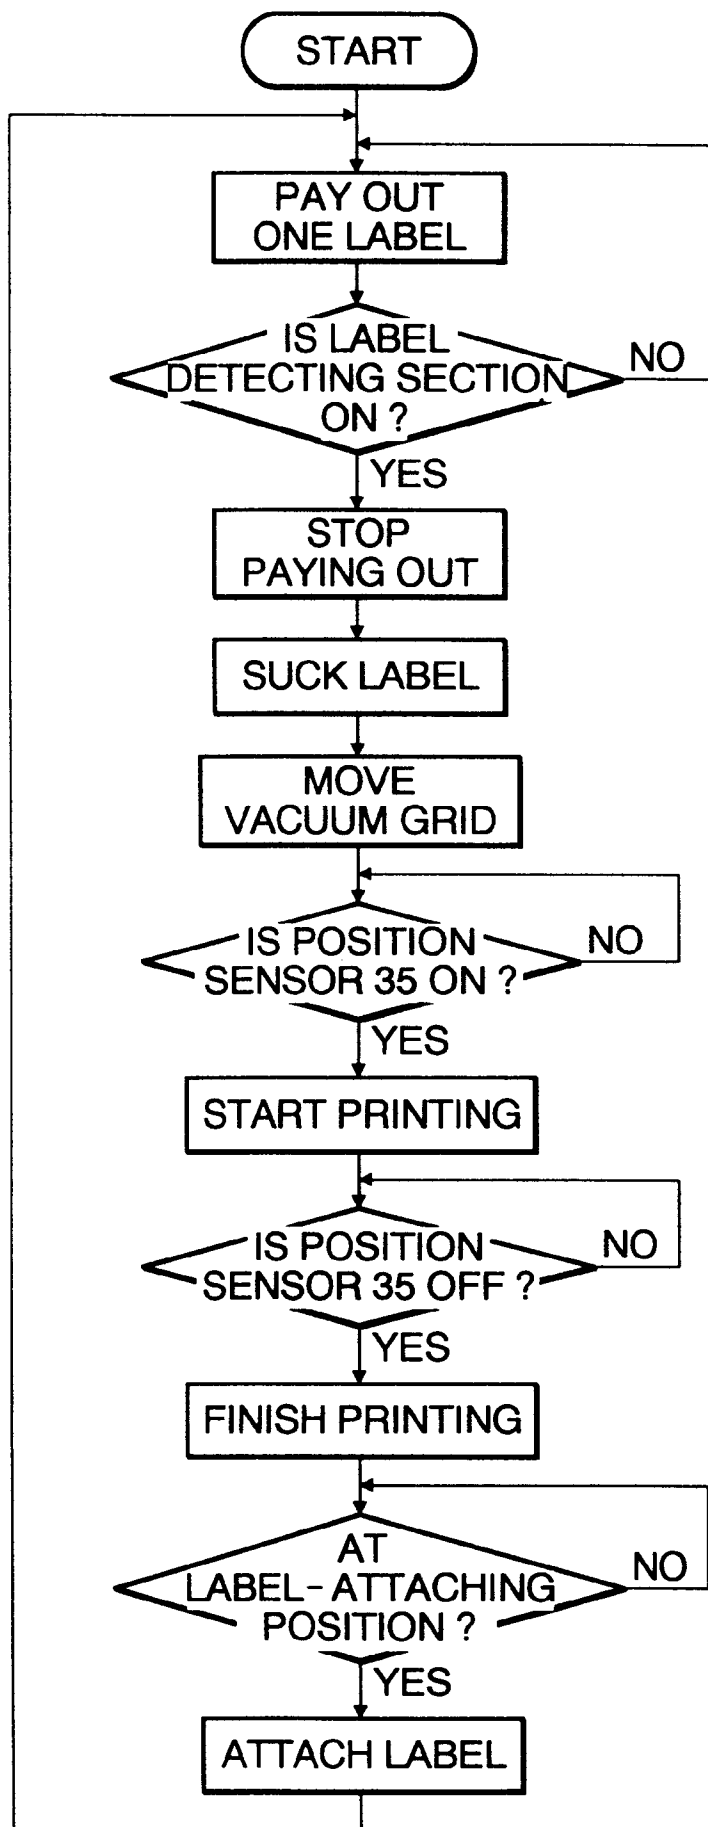 START
PAY OUT
ONE LABEL
IS LABEL
DETECTING SECTION
ON ?
NO
YES
STOP
PAYING OUT
SUCK LABEL
MOVE
VACUUM GRID
IS POSITION
SENSOR 35 ON ?
NO
YES
START PRINTING
IS POSITION
SENSOR 35 OFF ?
NO
YES
FINISH PRINTING
AT
LABEL-ATTACHING
POSITION ?
NO
YES
ATTACH LABEL